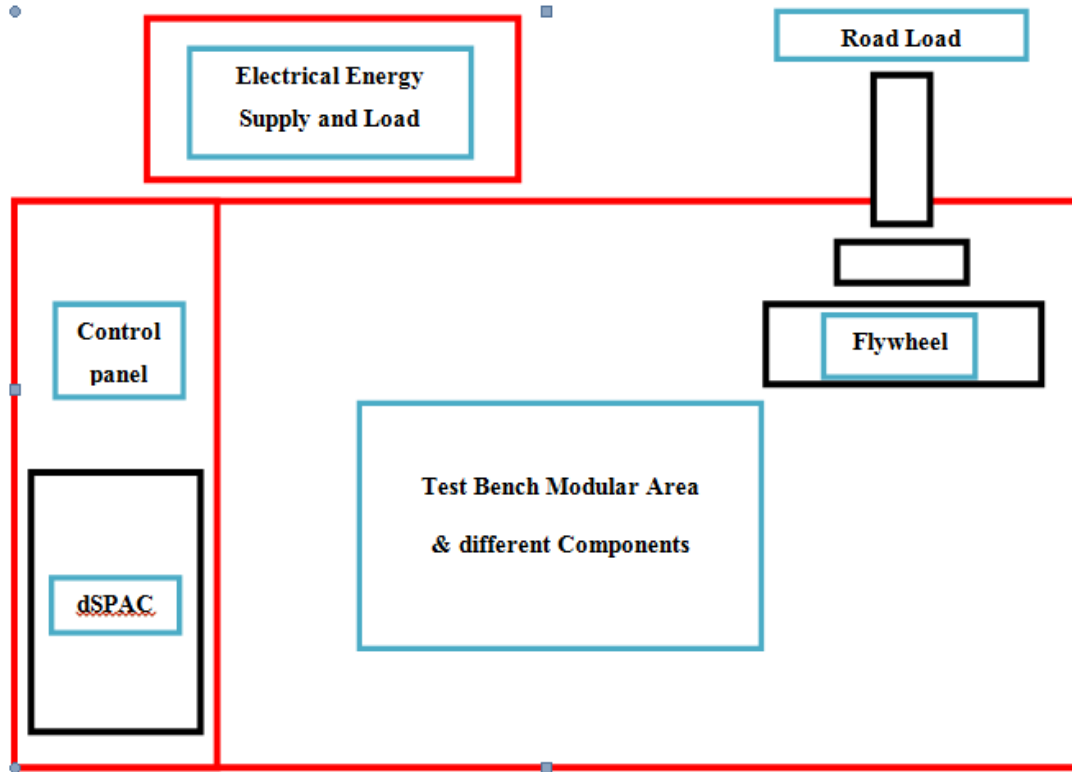 Electrical Energy
Supply and Load
Road Load
Control
panel
Flywheel
Test Bench Modular Area
& different Components
dSPAC